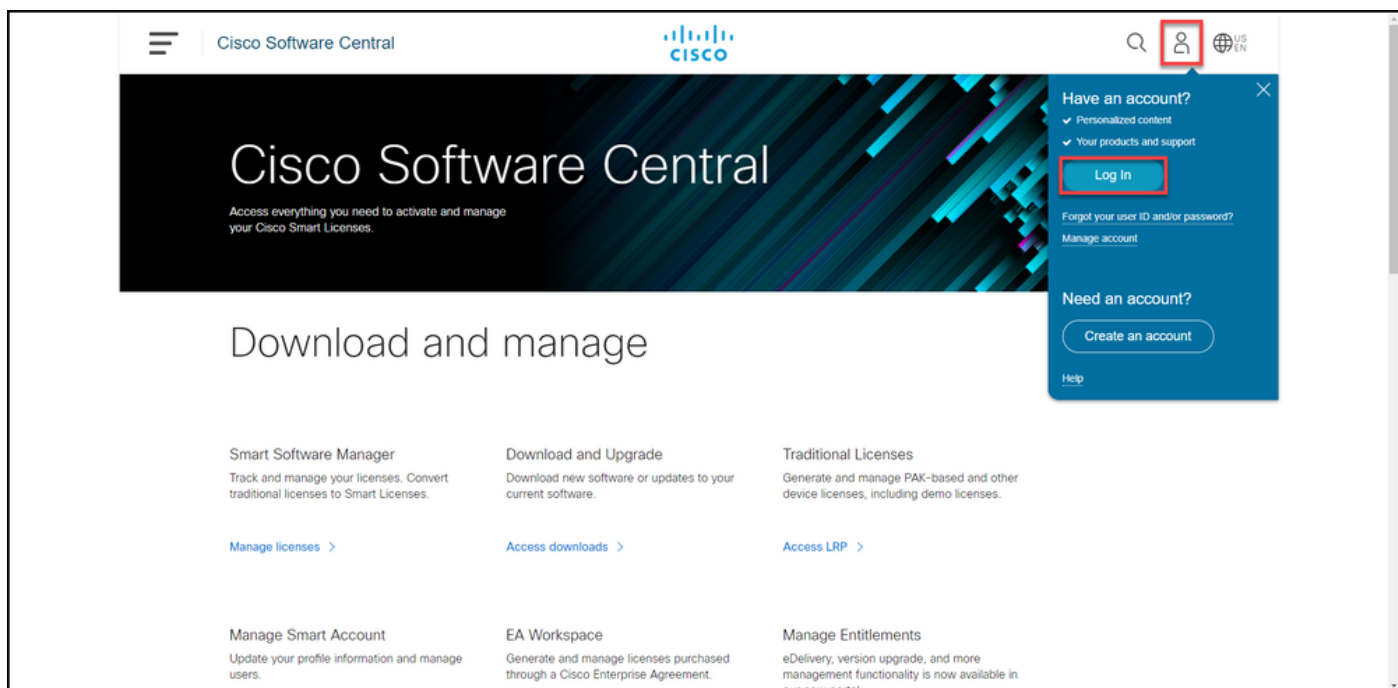 Cisco Software Central
CISCO
US
EN
Cisco Software Central
Access everything you need to activate and manage
your Cisco Smart Licenses.
Have an account?
Personalized content
Your products and support
Log In
Forgot your user ID and/or password?
Manage account
Need an account?
Create an account
Help
Download and manage
Smart Software Manager
Track and manage your licenses. Convert
traditional licenses to Smart Licenses.
Manage licenses
Download and Upgrade
Download new software or updates to your
current software.
Access downloads
Traditional Licenses
Generate and manage PAK-based and other
device licenses, including demo licenses.
Access LRP
Manage Smart Account
Update your profile information and manage
users.
EA Workspace
Generate and manage licenses purchased
through a Cisco Enterprise Agreement.
Manage Entitlements
eDelivery, version upgrade, and more
management functionality is now available in